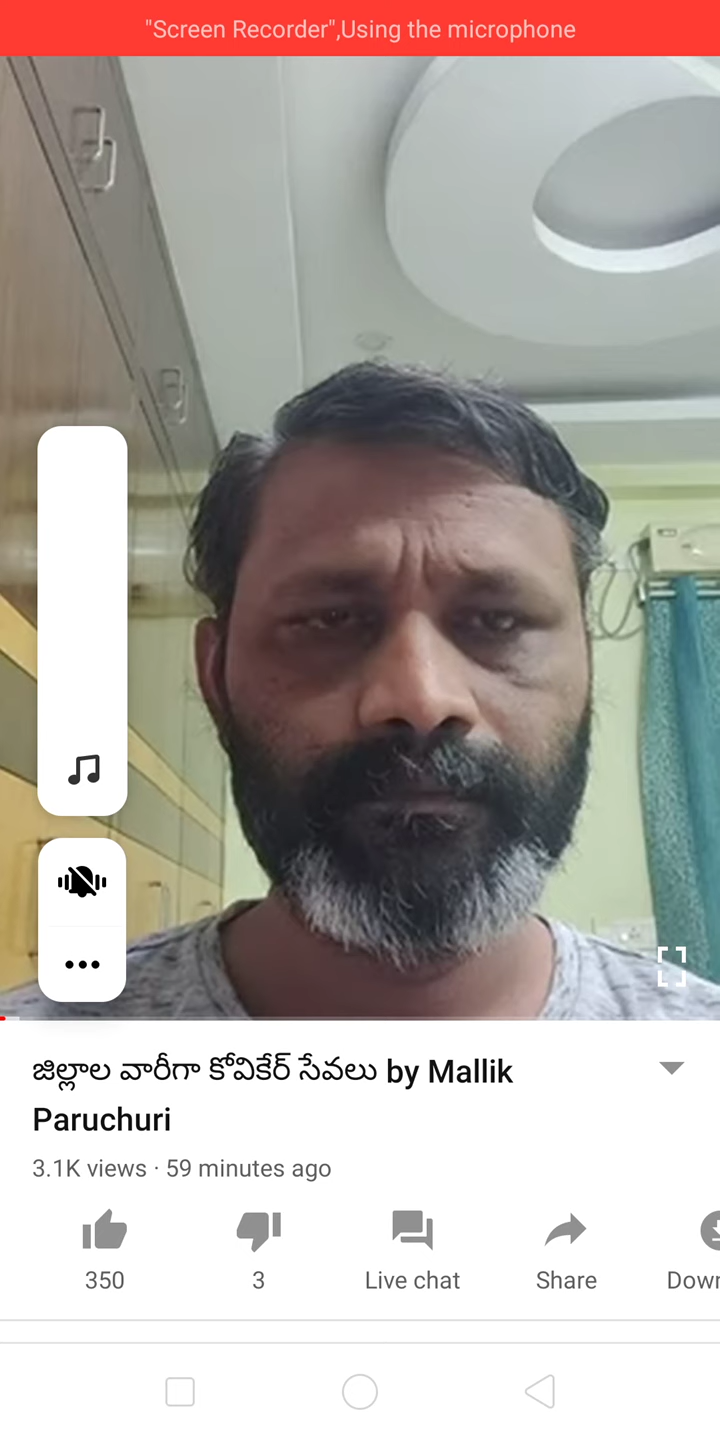 "Screen Recorder",Using the microphone
జిల్లాల వారీగా కోవికేర్ సేవలు by Mallik
Paruchuri
3.1K views · 59 minutes ago
350
3
Live chat
Share
Down